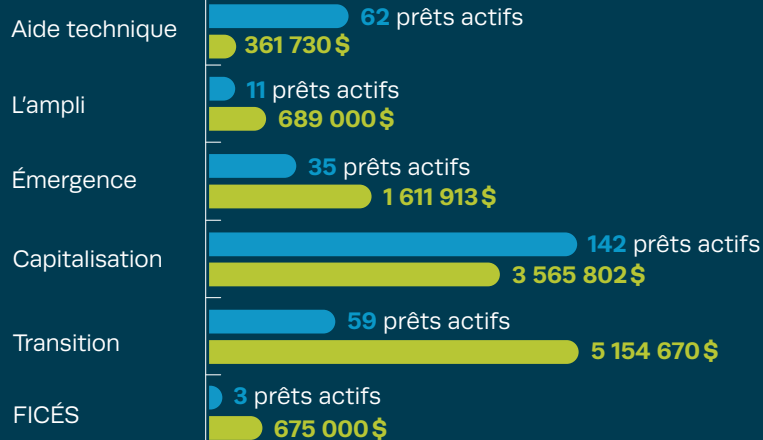 Aide technique
62 prêts actifs
361 730 $
L'ampli
11 prêts actifs
689 000 $
Émergence
35 prêts actifs
1 611 913 $
Capitalisation
142 prêts actifs
3 565 802 $
Transition
59 prêts actifs
5 154 670 $
FICÉS
3 prêts actifs
675 000 $